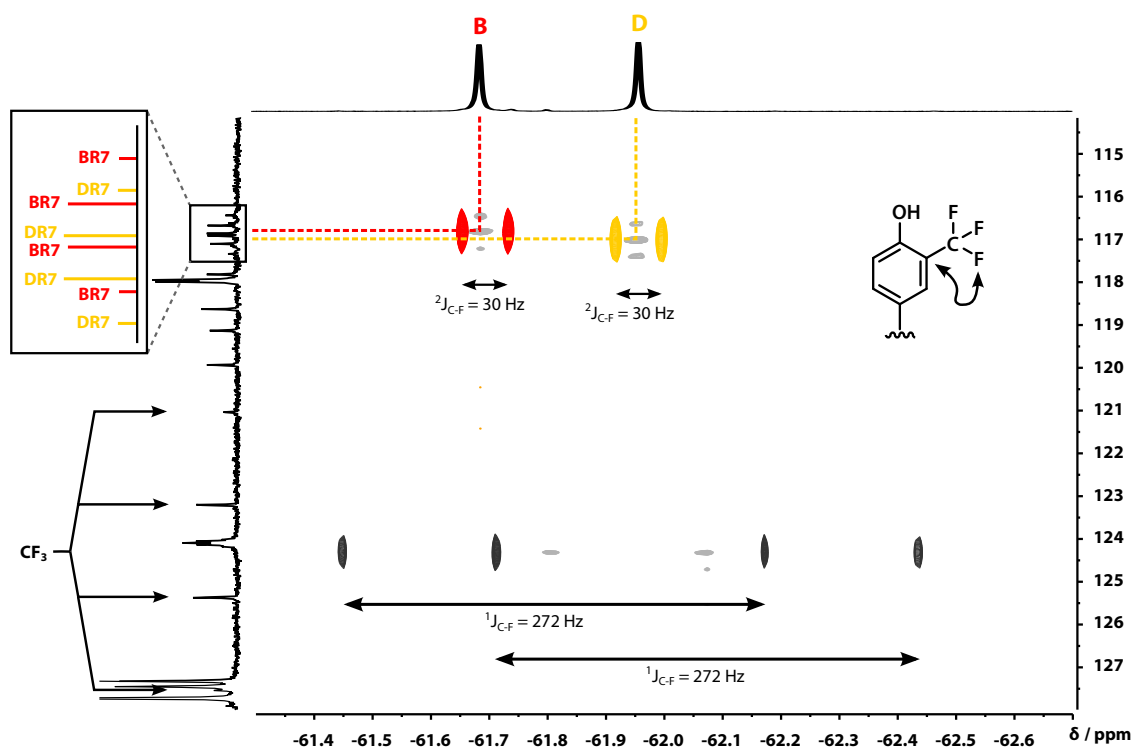 B
D
BR7
DR7
BR7
DR7
BR7
DR7
BR7
DR7
²J_C-F = 30 Hz
²J_C-F = 30 Hz
OH
F
F
C
F
115
116
117
118
119
120
121
122
123
124
125
126
127
CF₃
¹J_C-F = 272 Hz
¹J_C-F = 272 Hz
-61.4 -61.5 -61.6 -61.7 -61.8 -61.9 -62.0 -62.1 -62.2 -62.3 -62.4 -62.5 -62.6
δ / ppm